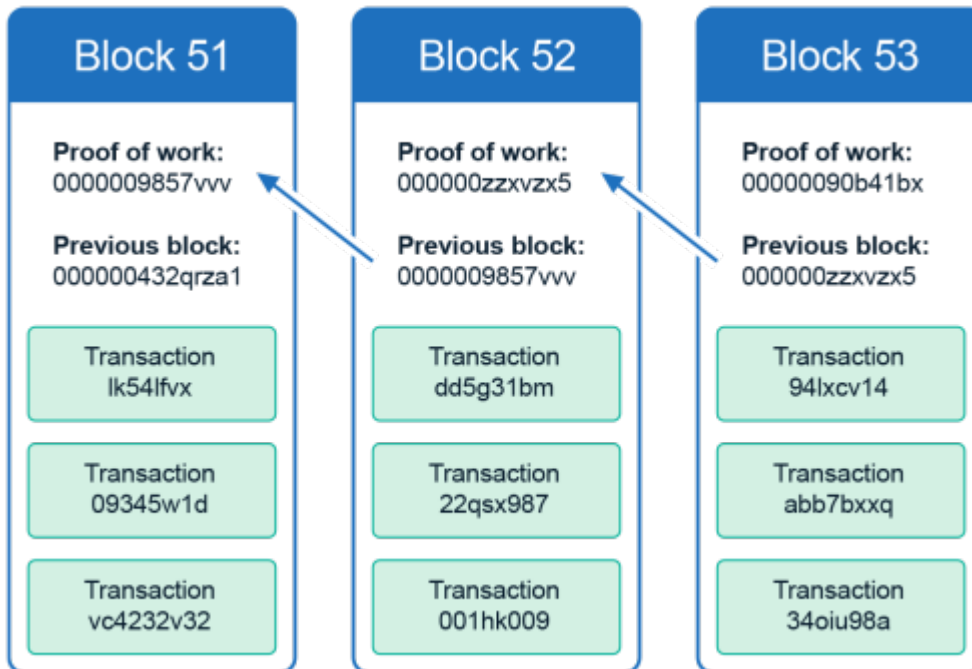 Block 51
Proof of work:
0000009857vvv
Previous block:
000000432qrza1
Transaction
lk54lfvx
Transaction
09345w1d
Transaction
vc4232v32
Block 52
Proof of work:
000000zzxvzx5
Previous block:
0000009857vvv
Transaction
dd5g31bm
Transaction
22qsx987
Transaction
001hk009
Block 53
Proof of work:
00000090b41bx
Previous block:
000000zzxvzx5
Transaction
94lxcv14
Transaction
abb7bxxq
Transaction
34oiu98a